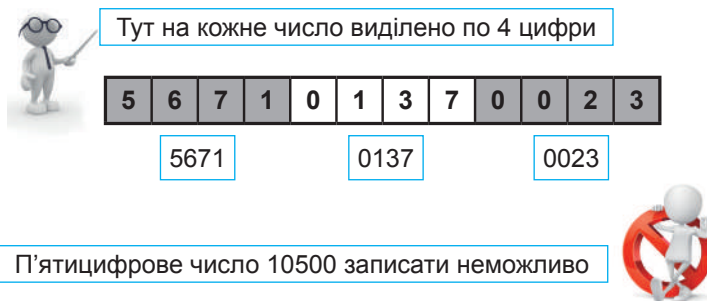 Тут на кожне число виділено по 4 цифри
5 6 7 1 0 1 3 7 0 0 2 3
5671 0137 0023
П’ятицифрове число 10500 записати неможливо